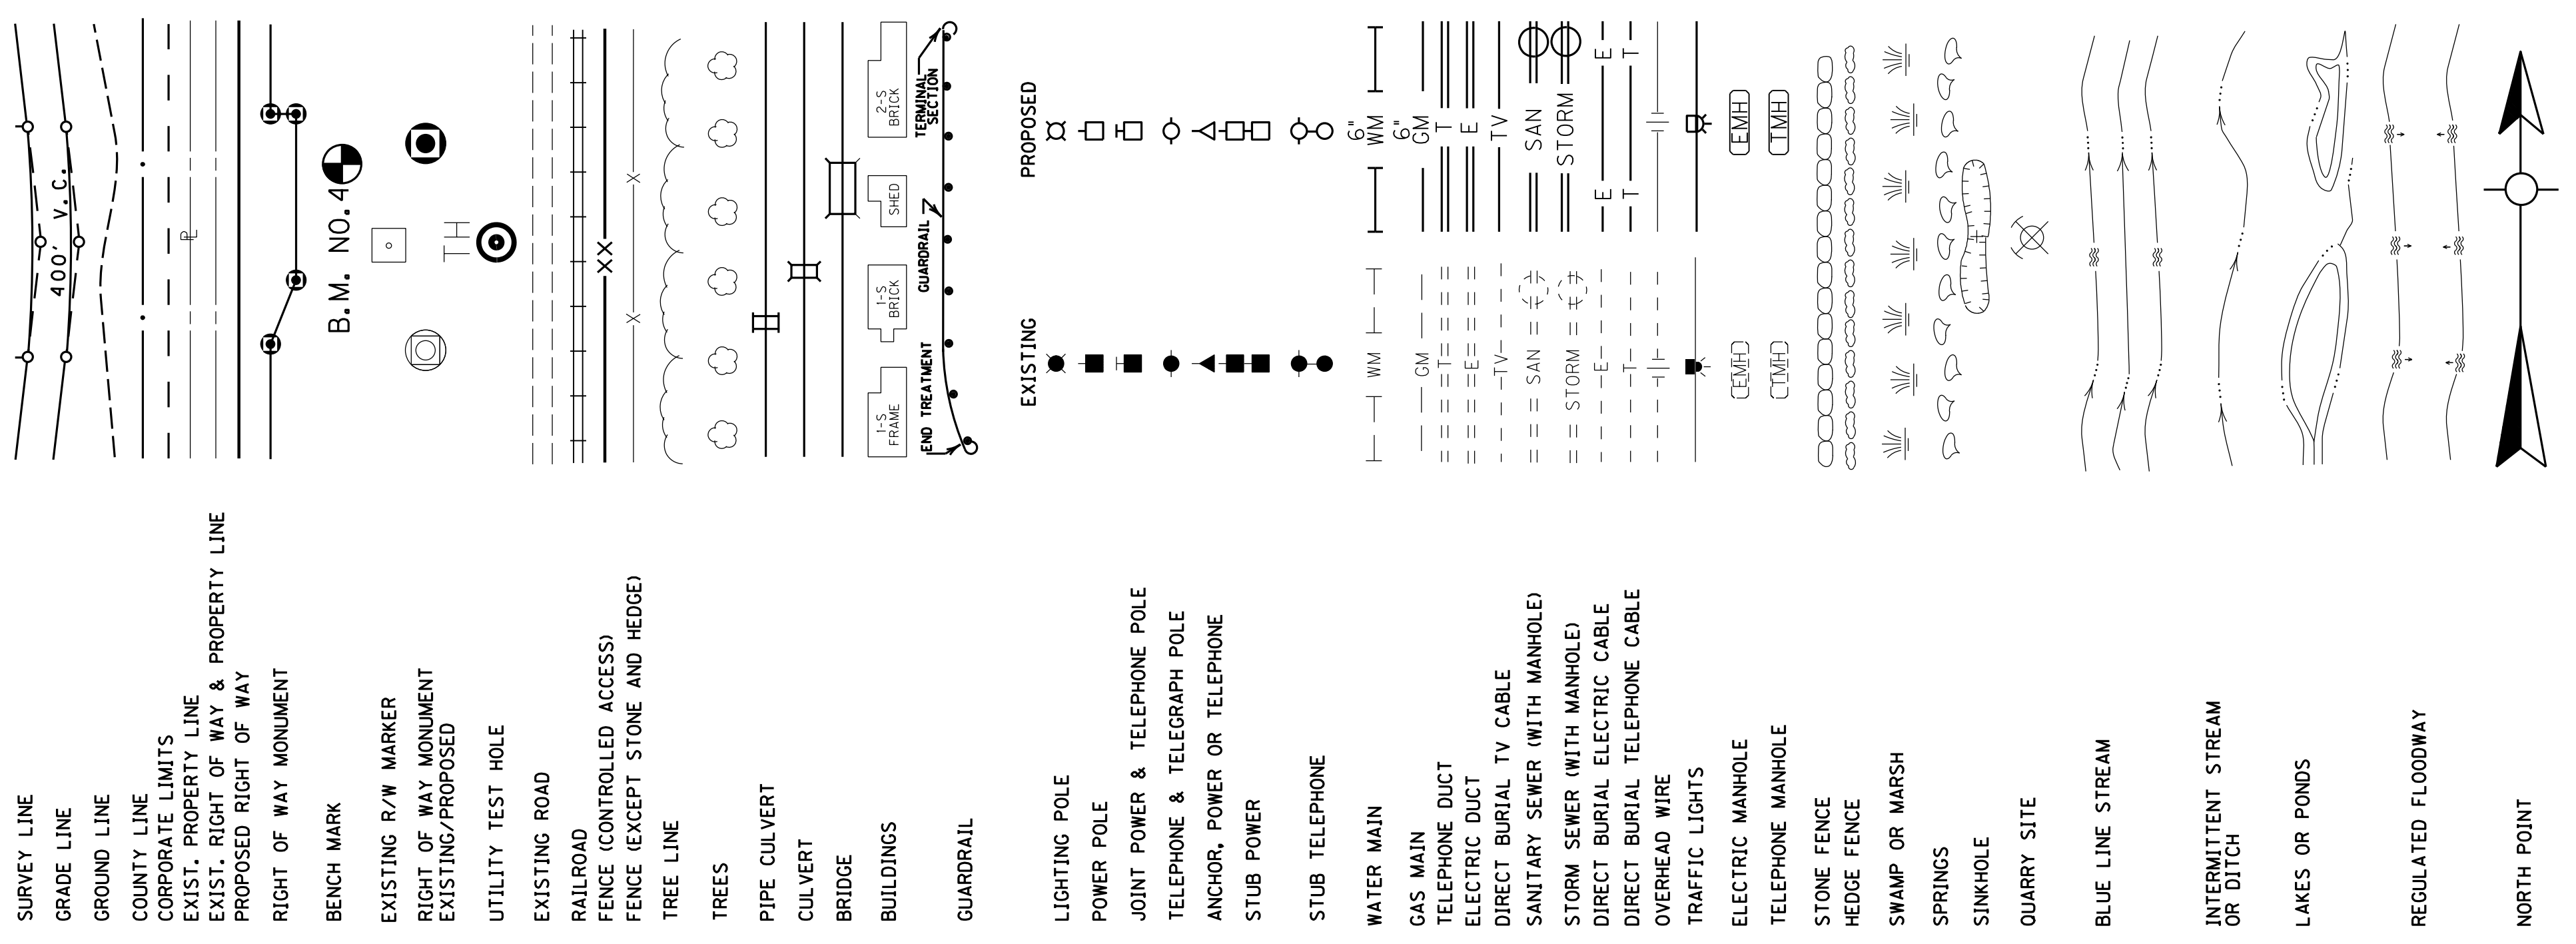 SURVEY LINE
GRADE LINE
400' V.C.
GROUND LINE
COUNTY LINE
CORPORATE LIMITS
EXIST. PROPERTY LINE
PL
EXIST. RIGHT OF WAY & PROPERTY LINE
PROPOSED RIGHT OF WAY
RIGHT OF WAY MONUMENT
BENCH MARK
B.M. NO.4
EXISTING R/W MARKER
RIGHT OF WAY MONUMENT
EXISTING/PROPOSED
UTILITY TEST HOLE
TH
EXISTING ROAD
RAILROAD
FENCE (CONTROLLED ACCESS)
XX
FENCE (EXCEPT STONE AND HEDGE)
X X
TREE LINE
TREES
PIPE CULVERT
CULVERT
BRIDGE
BUILDINGS
1-S
FRAME
1-S
BRICK
SHED
2-S
BRICK
GUARDRAIL
END TREATMENT
GUARDRAIL
TERMINAL
SECTION
EXISTING PROPOSED
LIGHTING POLE
POWER POLE
JOINT POWER & TELEPHONE POLE
TELEPHONE & TELEGRAPH POLE
ANCHOR, POWER OR TELEPHONE
STUB POWER
STUB TELEPHONE
WATER MAIN
WM
6"
WM
GAS MAIN
GM
6"
GM
TELEPHONE DUCT
T T
ELECTRIC DUCT
E E
DIRECT BURIAL TV CABLE
TV TV
SANITARY SEWER (WITH MANHOLE)
SAN SAN
STORM SEWER (WITH MANHOLE)
STORM STORM
DIRECT BURIAL ELECTRIC CABLE
E E E
DIRECT BURIAL TELEPHONE CABLE
T T T
OVERHEAD WIRE
TRAFFIC LIGHTS
ELECTRIC MANHOLE
EMH EMH
TELEPHONE MANHOLE
TMH TMH
STONE FENCE
HEDGE FENCE
SWAMP OR MARSH
SPRINGS
SINKHOLE
QUARRY SITE
BLUE LINE STREAM
INTERMITTENT STREAM
OR DITCH
LAKES OR PONDS
REGULATED FLOODWAY
NORTH POINT